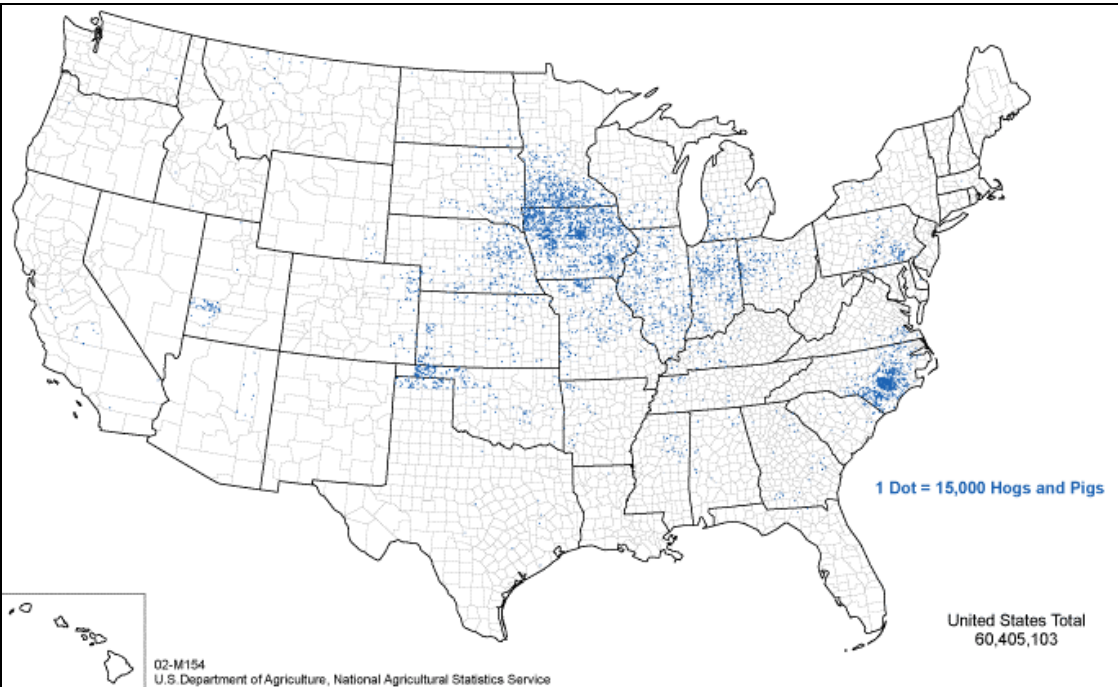 1 Dot = 15,000 Hogs and Pigs
United States Total
60,405,103
02-M154
U.S.Department of Agriculture, National Agricultural Statistics Service